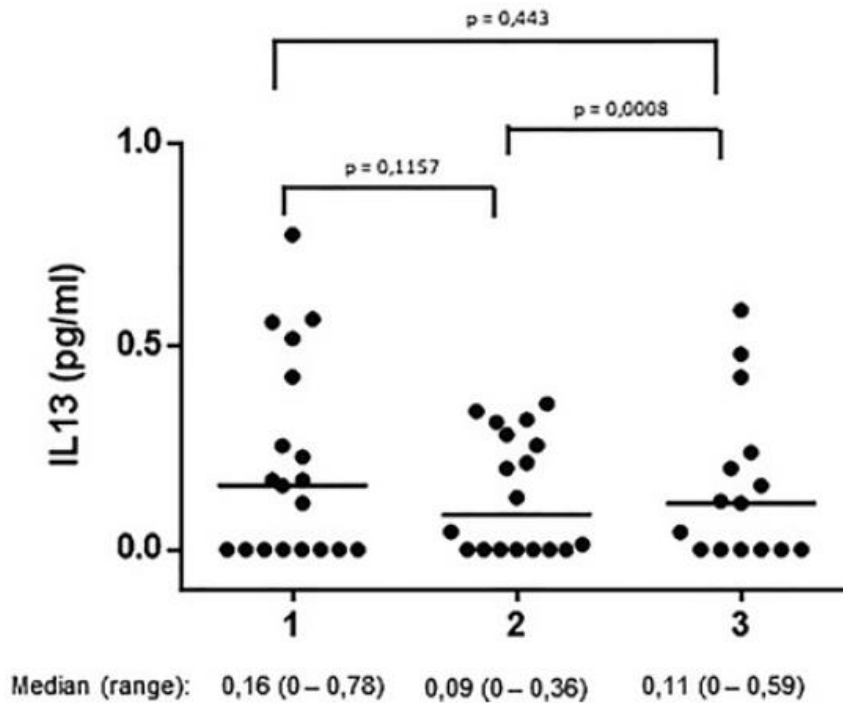 p = 0,443
p = 0,0008
p = 0,1157
1.0
0.5
0.0
IL13 (pg/ml)
1 2 3
Median (range): 0,16 (0 – 0,78) 0,09 (0 – 0,36) 0,11 (0 – 0,59)